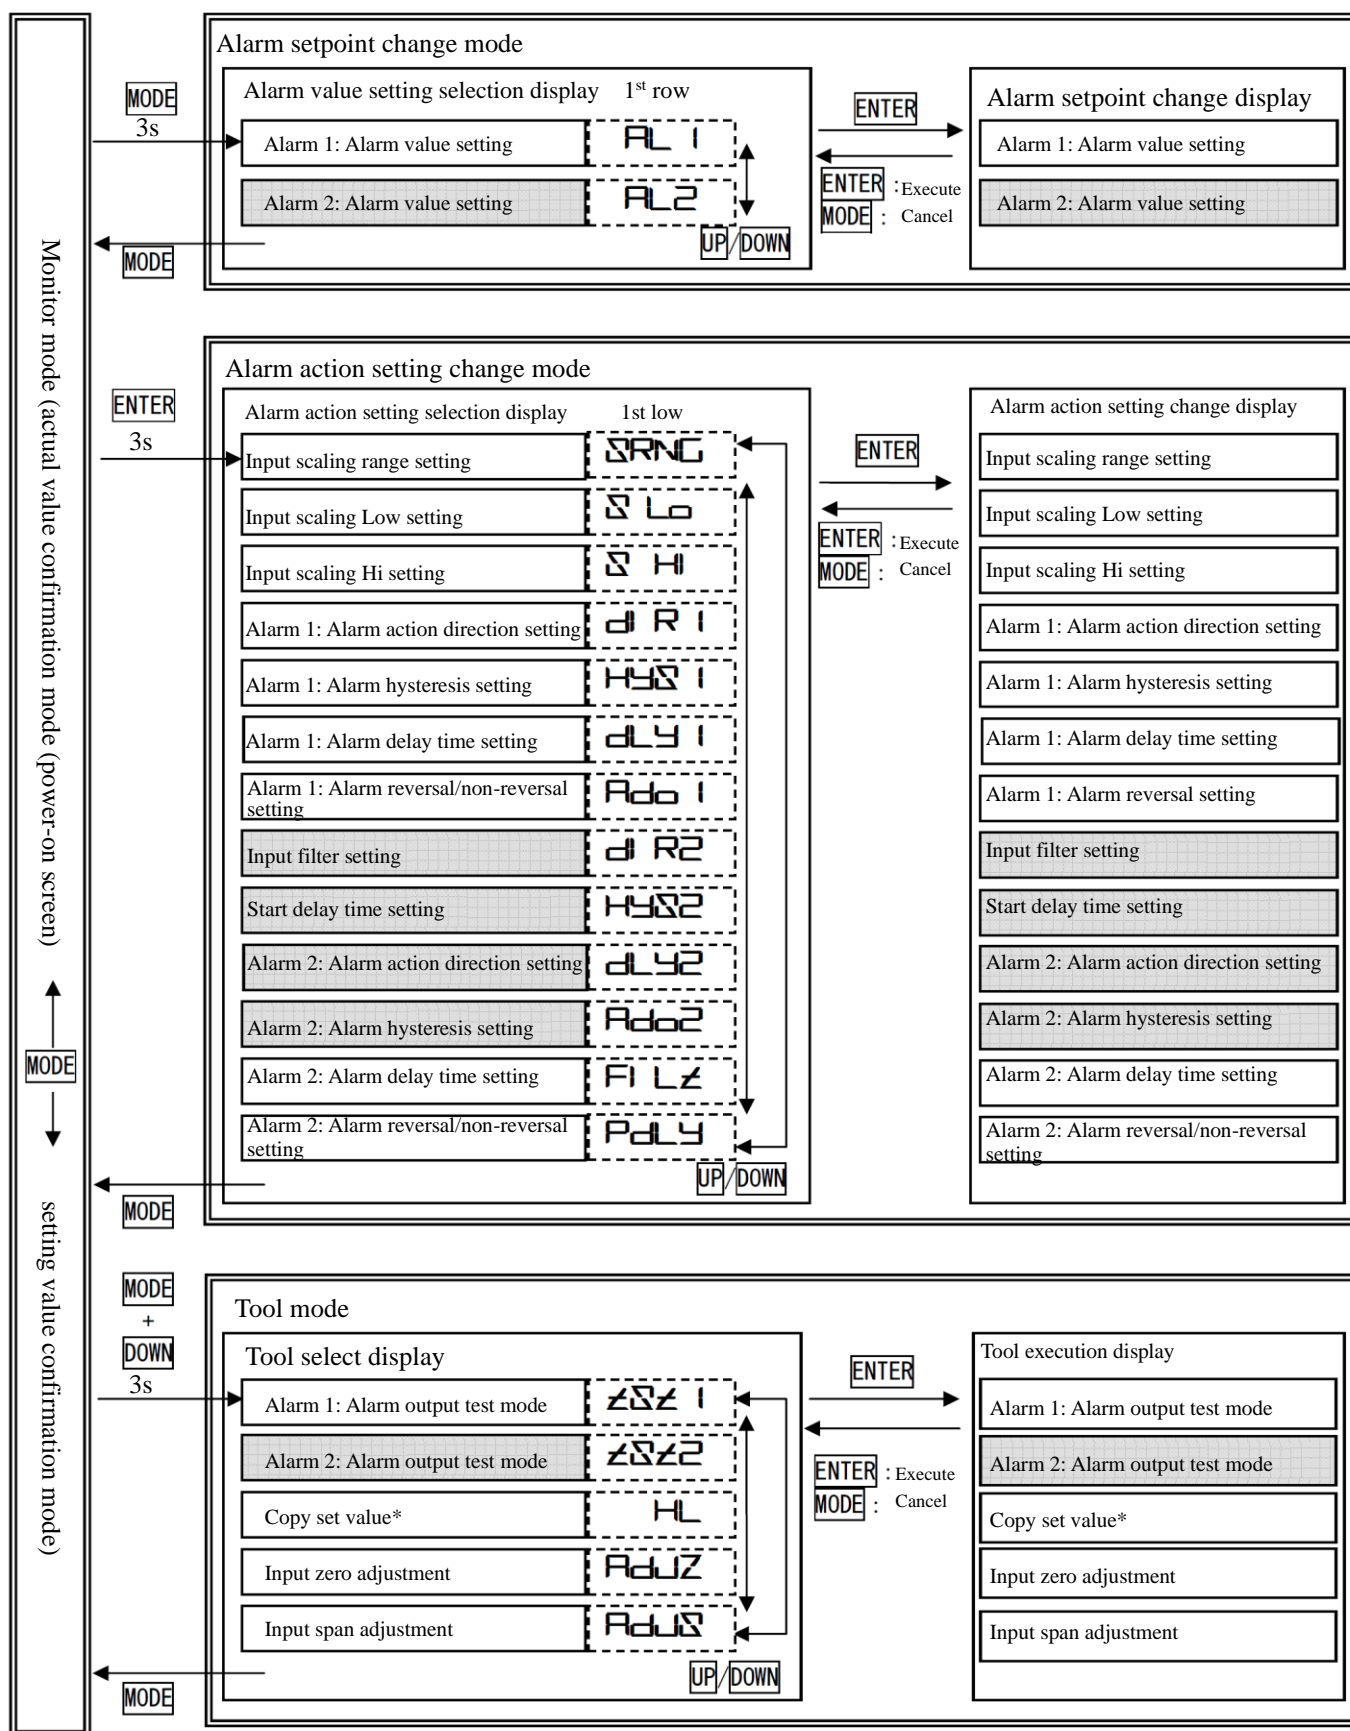 Monitor mode (actual value confirmation mode (power-on screen)
MODE
setting value confirmation mode)
Alarm setpoint change mode
MODE
3s
Alarm value setting selection display 1st row
Alarm 1: Alarm value setting AL 1
Alarm 2: Alarm value setting AL2
UP/DOWN
MODE
ENTER
ENTER :Execute
MODE : Cancel
Alarm setpoint change display
Alarm 1: Alarm value setting
Alarm 2: Alarm value setting
Alarm action setting change mode
ENTER
3s
Alarm action setting selection display 1st low
Input scaling range setting SRNG
Input scaling Low setting S Lo
Input scaling Hi setting S HI
Alarm 1: Alarm action direction setting dI R1
Alarm 1: Alarm hysteresis setting HYS1
Alarm 1: Alarm delay time setting dLY1
Alarm 1: Alarm reversal/non-reversal
setting
Ado1
Input filter setting dI R2
Start delay time setting HYS2
Alarm 2: Alarm action direction setting dLY2
Alarm 2: Alarm hysteresis setting Ado2
Alarm 2: Alarm delay time setting FI Lt
Alarm 2: Alarm reversal/non-reversal
setting
PdLY
UP/DOWN
MODE
ENTER
ENTER :Execute
MODE : Cancel
Alarm action setting change display
Input scaling range setting
Input scaling Low setting
Input scaling Hi setting
Alarm 1: Alarm action direction setting
Alarm 1: Alarm hysteresis setting
Alarm 1: Alarm delay time setting
Alarm 1: Alarm reversal setting
Input filter setting
Start delay time setting
Alarm 2: Alarm action direction setting
Alarm 2: Alarm hysteresis setting
Alarm 2: Alarm delay time setting
Alarm 2: Alarm reversal/non-reversal
setting
Tool mode
MODE
+
DOWN
3s
Tool select display
Alarm 1: Alarm output test mode tSt1
Alarm 2: Alarm output test mode tSt2
Copy set value* HL
Input zero adjustment AdJZ
Input span adjustment AdJS
UP/DOWN
MODE
ENTER
ENTER : Execute
MODE : Cancel
Tool execution display
Alarm 1: Alarm output test mode
Alarm 2: Alarm output test mode
Copy set value*
Input zero adjustment
Input span adjustment